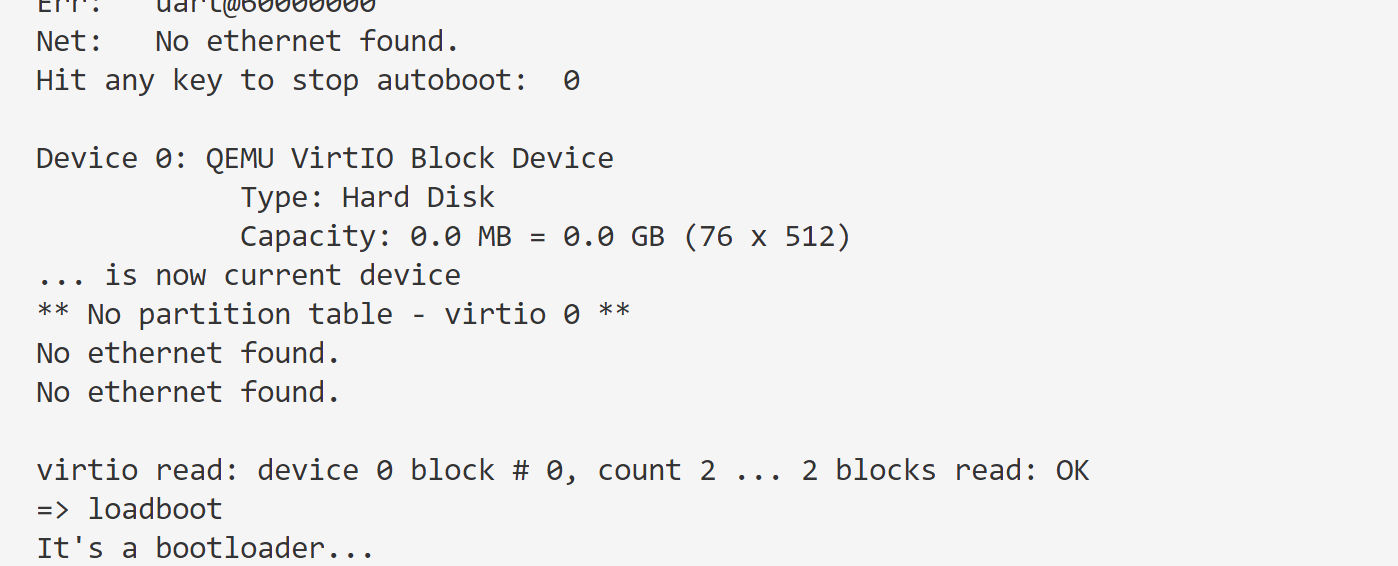 Err:   uart@60000000
Net:   No ethernet found.
Hit any key to stop autoboot:  0
Device 0: QEMU VirtIO Block Device
            Type: Hard Disk
            Capacity: 0.0 MB = 0.0 GB (76 x 512)
... is now current device
** No partition table - virtio 0 **
No ethernet found.
No ethernet found.
virtio read: device 0 block # 0, count 2 ... 2 blocks read: OK
=> loadboot
It's a bootloader...